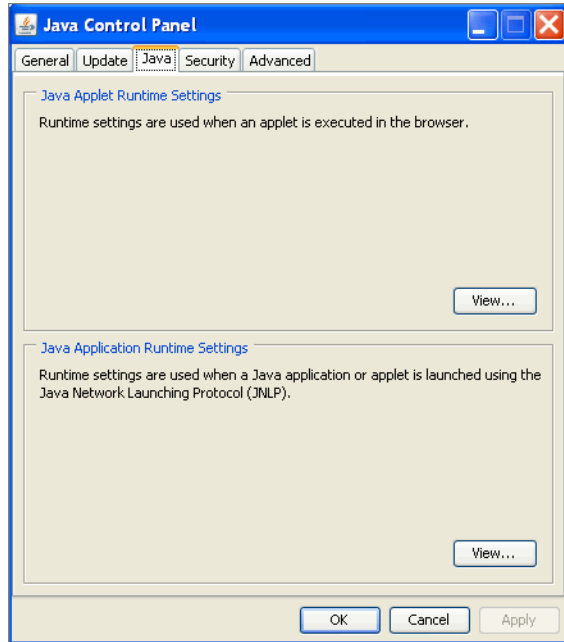 Java Control Panel
General Update Java Security Advanced
Java Applet Runtime Settings
Runtime settings are used when an applet is executed in the browser.
View...
Java Application Runtime Settings
Runtime settings are used when a Java application or applet is launched using the
Java Network Launching Protocol (JNLP).
View...
OK Cancel Apply